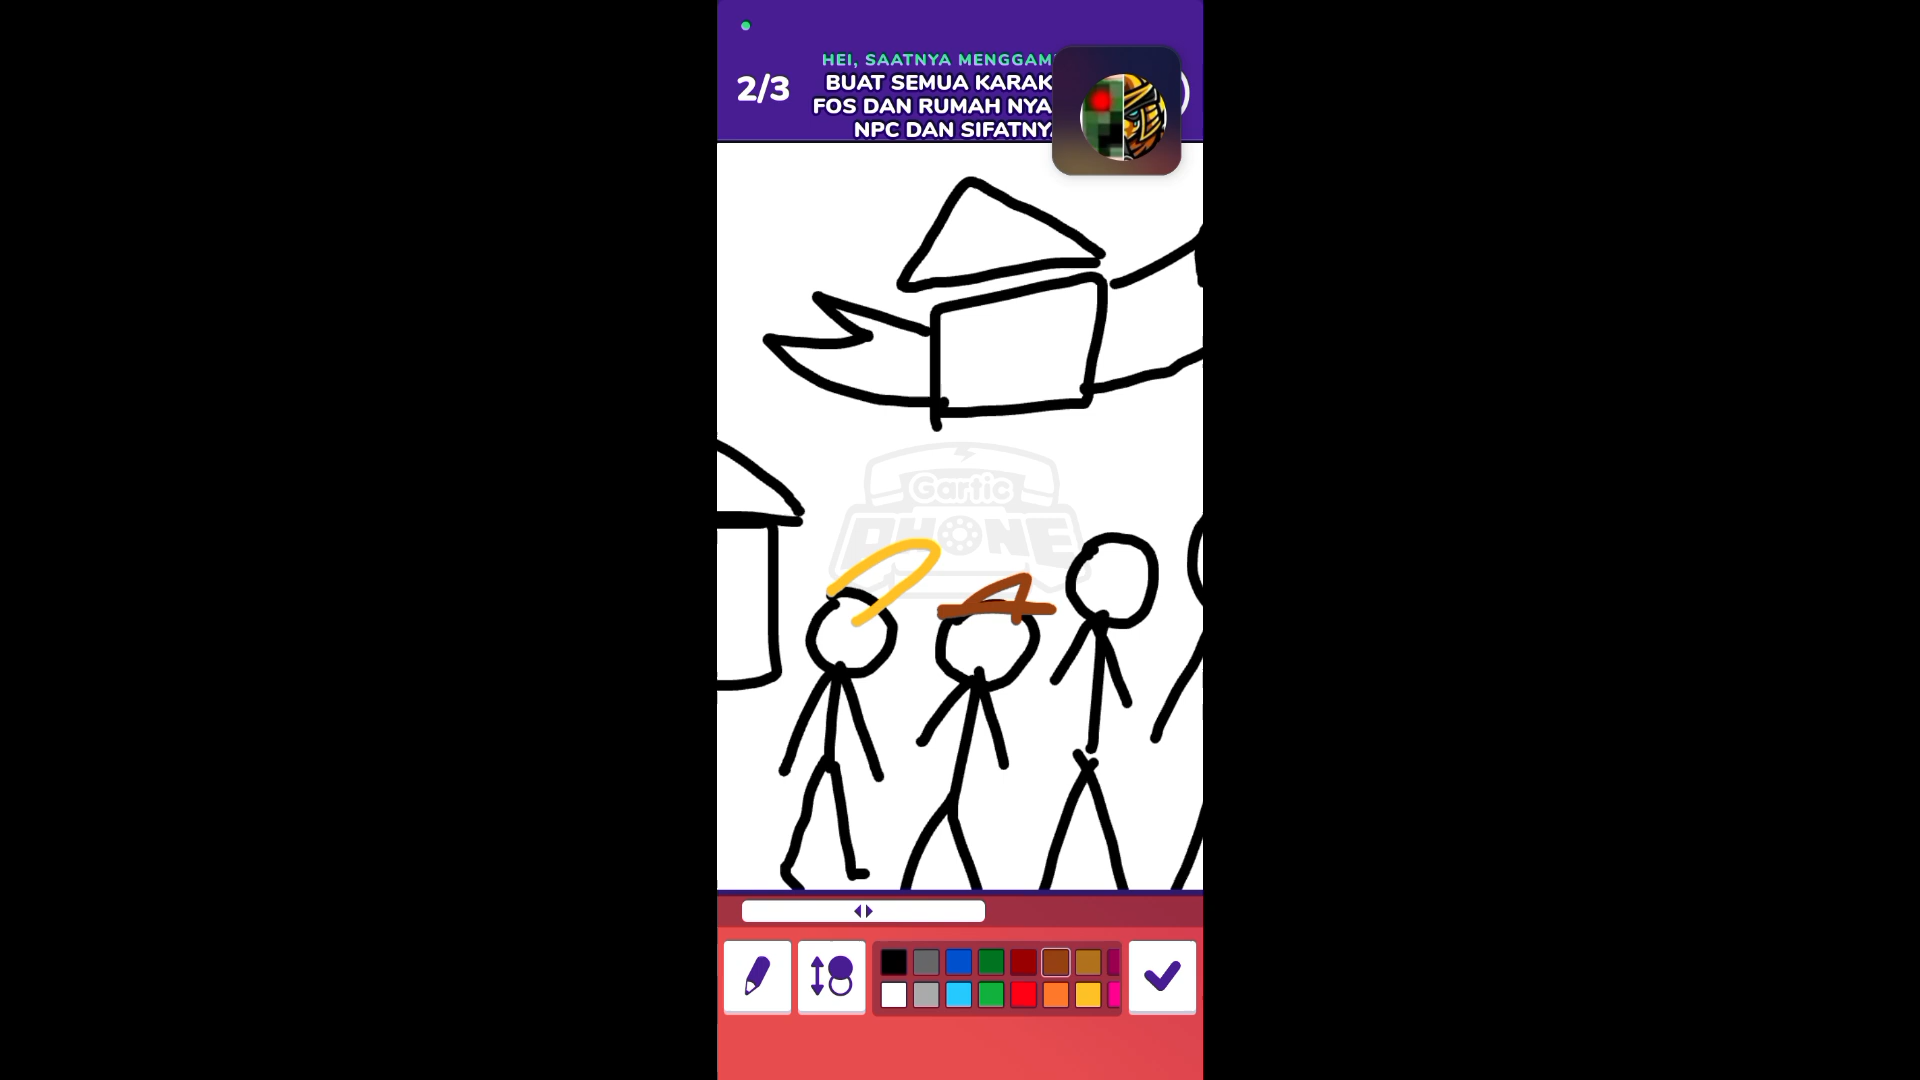 HEI, SAATNYA MENGGAM
2/3
BUAT SEMUA KARAK
FOS DAN RUMAH NYA
NPC DAN SIFATNY
Gartic
PHONE